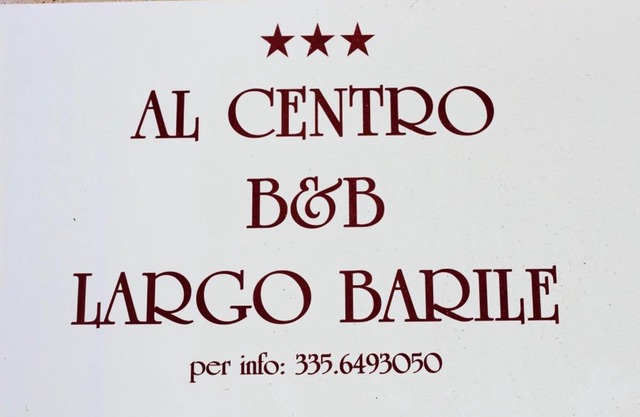 AL CENTRO
B&B
LARGO BARILE
per info: 335.6493050